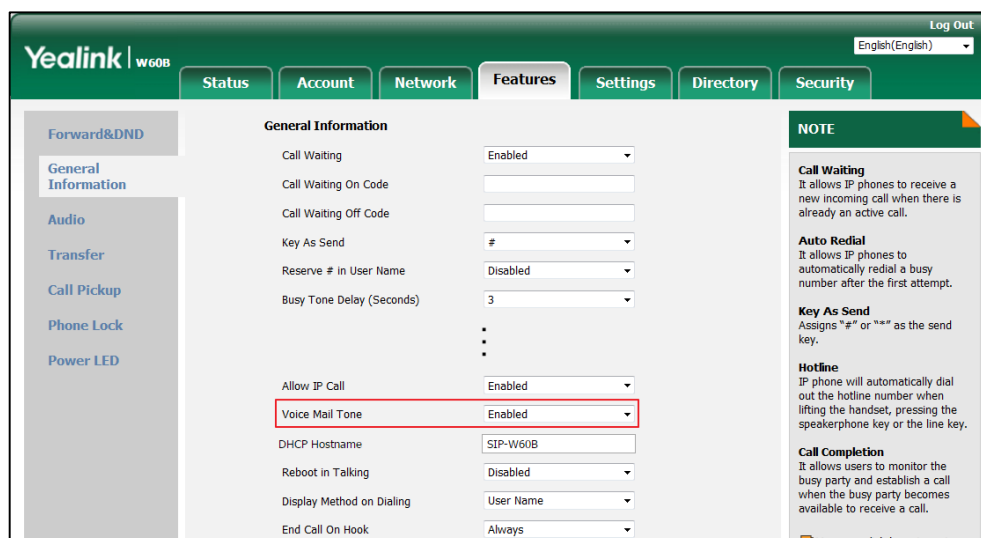 Log Out
Yealink | W60B
English(English)
Status Account Network Features Settings Directory Security
Forward&DND
General
Information
Audio
Transfer
Call Pickup
Phone Lock
Power LED
General Information
Call Waiting Enabled
Call Waiting On Code
Call Waiting Off Code
Key As Send #
Reserve # in User Name Disabled
Busy Tone Delay (Seconds) 3
Allow IP Call Enabled
Voice Mail Tone Enabled
DHCP Hostname SIP-W60B
Reboot in Talking Disabled
Display Method on Dialing User Name
End Call On Hook Always
NOTE
Call Waiting
It allows IP phones to receive a
new incoming call when there is
already an active call.
Auto Redial
It allows IP phones to
automatically redial a busy
number after the first attempt.
Key As Send
Assigns "#" or "*" as the send
key.
Hotline
IP phone will automatically dial
out the hotline number when
lifting the handset, pressing the
speakerphone key or the line key.
Call Completion
It allows users to monitor the
busy party and establish a call
when the busy party becomes
available to receive a call.